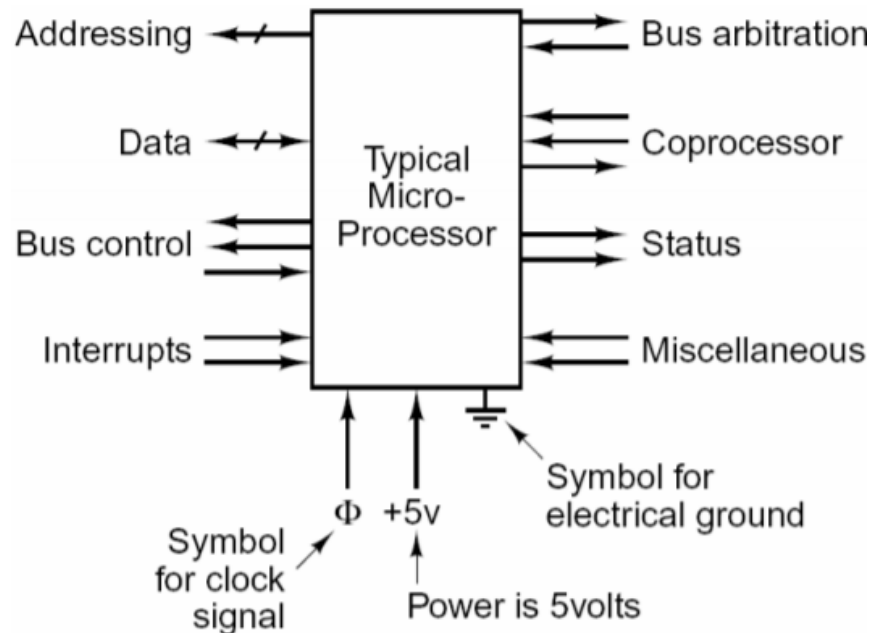 Addressing
Bus arbitration
Data
Typical
Micro-
Processor
Coprocessor
Bus control
Status
Interrupts
Miscellaneous
Φ +5v
Symbol for
electrical ground
Symbol
for clock
signal
Power is 5volts